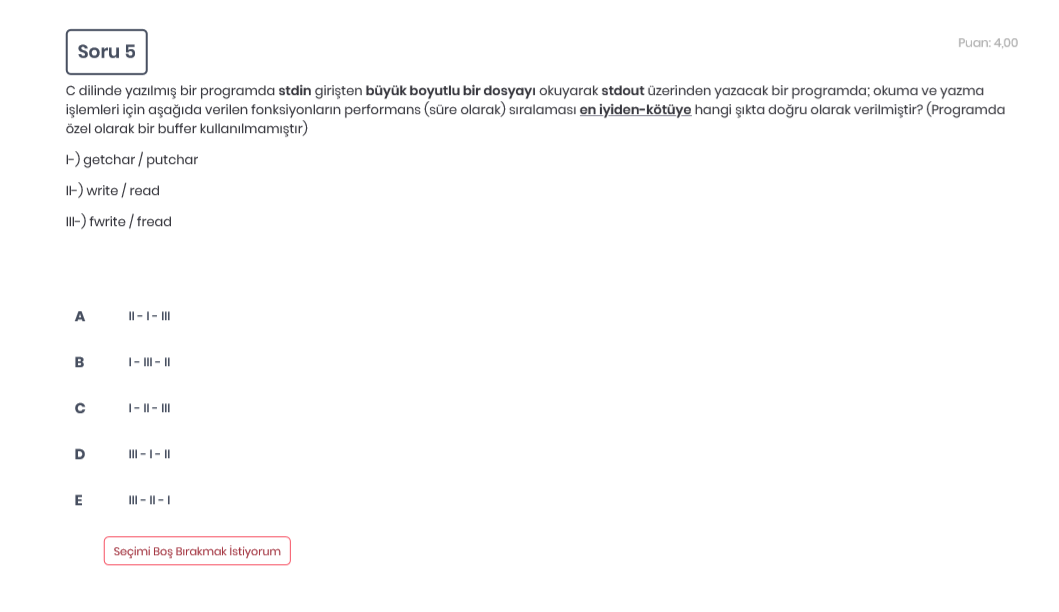 Soru 5
Puan: 4,00
C dilinde yazılmış bir programda stdin girişten büyük boyutlu bir dosyayı okuyarak stdout üzerinden yazacak bir programda; okuma ve yazma
işlemleri için aşağıda verilen fonksiyonların performans (süre olarak) sıralaması en iyiden-kötüye hangi şıkta doğru olarak verilmiştir? (Programda
özel olarak bir buffer kullanılmamıştır)
I-) getchar / putchar
II-) write / read
III-) fwrite / fread
A II - I - III
B I - III - II
C I - II - III
D III - I - II
E III - II - I
Seçimi Boş Bırakmak İstiyorum